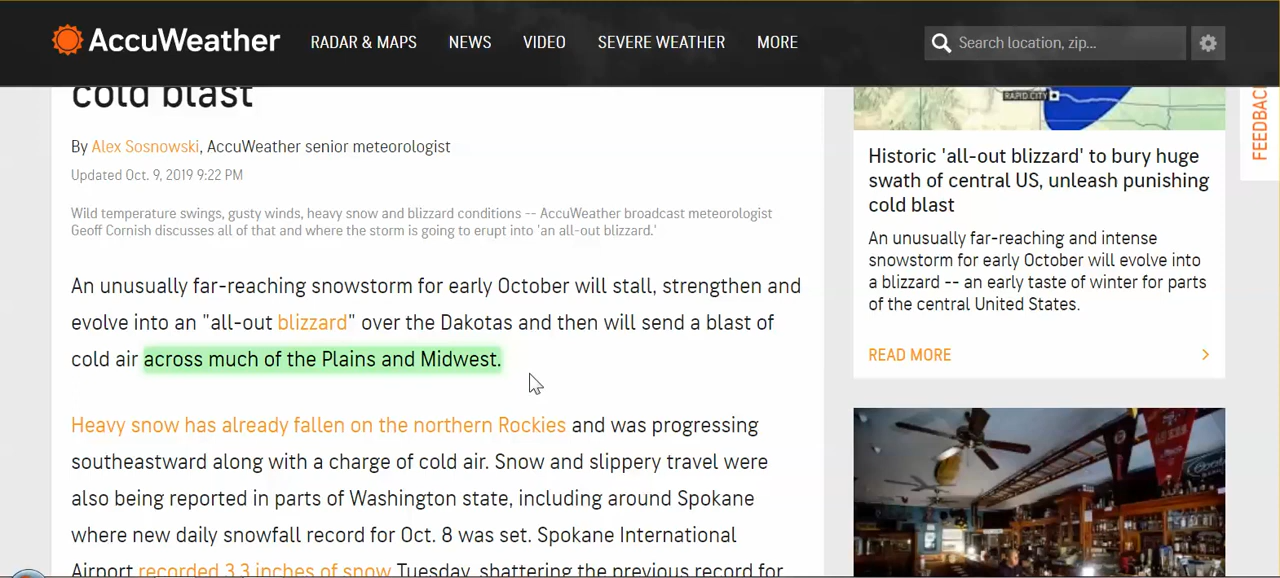 AccuWeather
RADAR & MAPS
NEWS
VIDEO
SEVERE WEATHER
MORE
Search location, zip...
cold blast
By Alex Sosnowski, AccuWeather senior meteorologist
Updated Oct. 9, 2019 9:22 PM
Wild temperature swings, gusty winds, heavy snow and blizzard conditions -- AccuWeather broadcast meteorologist
Geoff Cornish discusses all of that and where the storm is going to erupt into 'an all-out blizzard.'
An unusually far-reaching snowstorm for early October will stall, strengthen and
evolve into an "all-out blizzard" over the Dakotas and then will send a blast of
cold air across much of the Plains and Midwest.
Heavy snow has already fallen on the northern Rockies and was progressing
southeastward along with a charge of cold air. Snow and slippery travel were
also being reported in parts of Washington state, including around Spokane
where new daily snowfall record for Oct. 8 was set. Spokane International
Airport recorded 3.3 inches of snow Tuesday, shattering the previous record for
RAPID CITY
Historic 'all-out blizzard' to bury huge
swath of central US, unleash punishing
cold blast
An unusually far-reaching and intense
snowstorm for early October will evolve into
a blizzard -- an early taste of winter for parts
of the central United States.
READ MORE
FEEDBAC